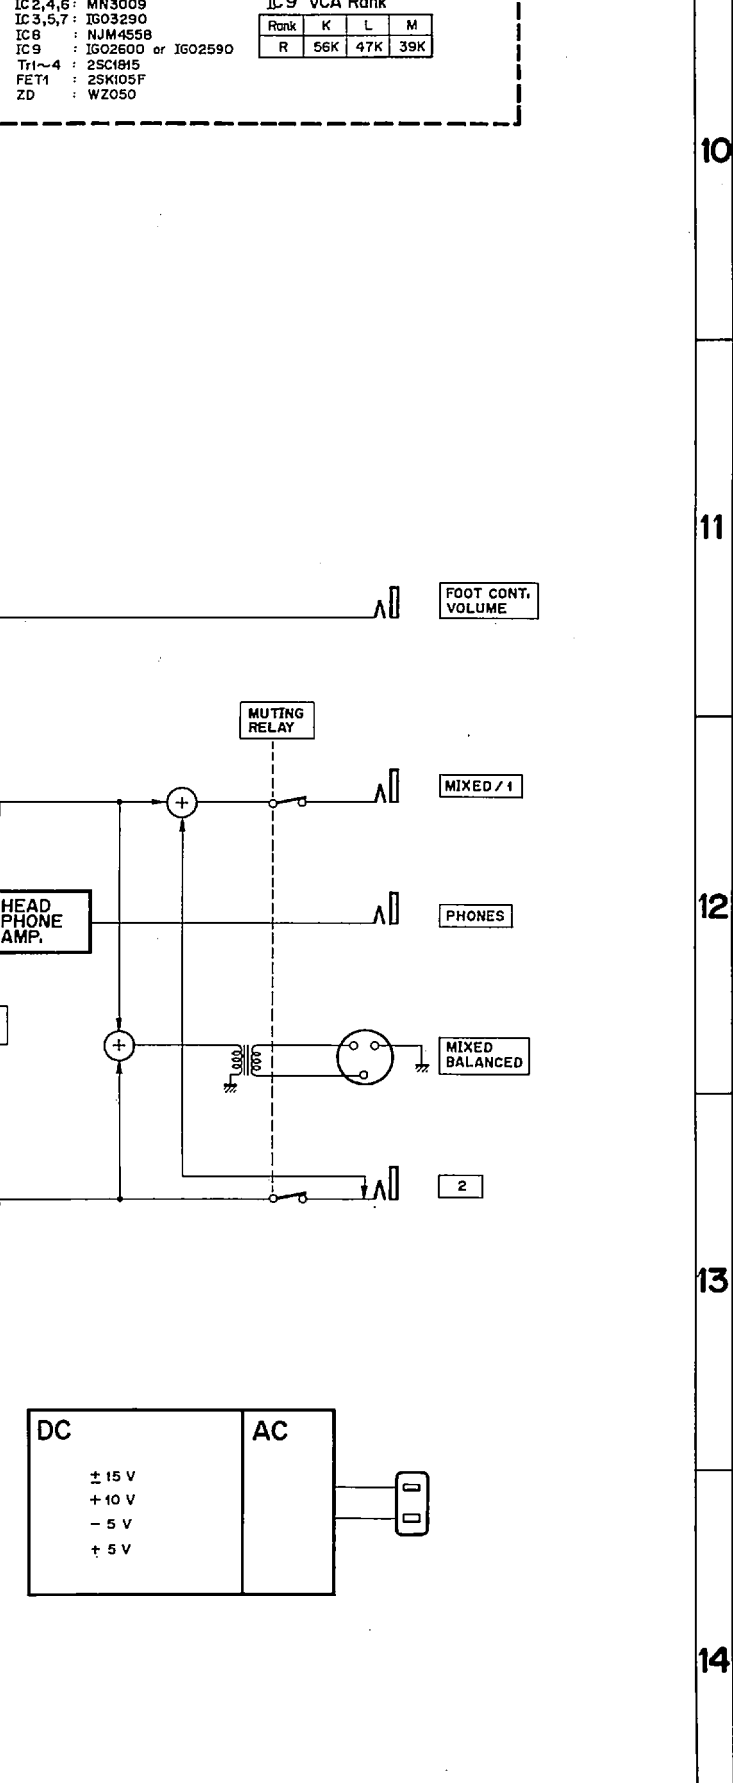 IC2,4,6: MN3009
IC3,5,7: IG03290
IC8 : NJM4558
IC9 : IG02600 or IG02590
Tr1~4 : 2SC1815
FET1 : 2SK105F
ZD : WZ050
IC9 VCA Rank
Rank K L M
R 56K 47K 39K
10
11
FOOT CONT.
VOLUME
MUTING
RELAY
MIXED/1
HEAD
PHONE
AMP.
PHONES
12
MIXED
BALANCED
2
13
DC AC
± 15 V
+10 V
- 5 V
+ 5 V
14